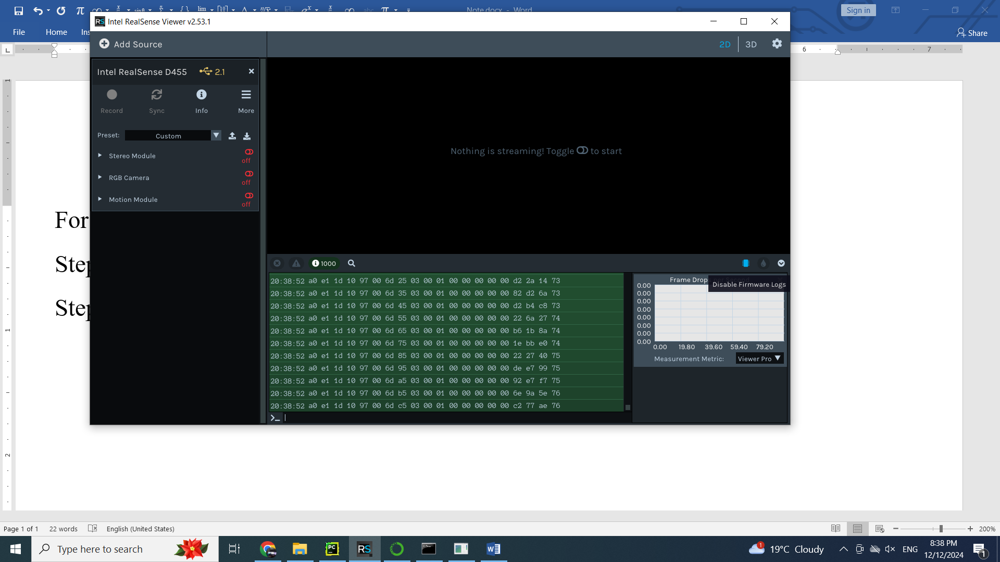 Note.docx - Word
Sign in
File
Home
Ins
Share
Intel RealSense Viewer v2.53.1
Add Source
2D
3D
Intel RealSense D455
2.1
Record
Sync
Info
More
Preset:
Custom
Stereo Module
off
RGB Camera
off
Motion Module
off
Nothing is streaming! Toggle to start
For
Step
Step
1000
20:38:52 a0 e1 1d 10 97 00 6d 25 03 00 01 00 00 00 00 00 d2 2a 14 73
20:38:52 a0 e1 1d 10 97 00 6d 35 03 00 01 00 00 00 00 00 82 d2 6a 73
20:38:52 a0 e1 1d 10 97 00 6d 45 03 00 01 00 00 00 00 00 d2 b4 c8 73
20:38:52 a0 e1 1d 10 97 00 6d 55 03 00 01 00 00 00 00 00 22 6a 27 74
20:38:52 a0 e1 1d 10 97 00 6d 65 03 00 01 00 00 00 00 00 b6 1b 8a 74
20:38:52 a0 e1 1d 10 97 00 6d 75 03 00 01 00 00 00 00 00 1e bb e0 74
20:38:52 a0 e1 1d 10 97 00 6d 85 03 00 01 00 00 00 00 00 22 27 40 75
20:38:52 a0 e1 1d 10 97 00 6d 95 03 00 01 00 00 00 00 00 de e7 99 75
20:38:52 a0 e1 1d 10 97 00 6d a5 03 00 01 00 00 00 00 00 92 e7 f7 75
20:38:52 a0 e1 1d 10 97 00 6d b5 03 00 01 00 00 00 00 00 6e 9a 5e 76
20:38:52 a0 e1 1d 10 97 00 6d c5 03 00 01 00 00 00 00 00 c2 77 ae 76
Frame Drops per Second
Disable Firmware Logs
0.00
0.00
0.00
0.00
0.00
0.00
0.00
0.00
0.00 19.80 39.60 59.40 79.20
Measurement Metric:
Viewer Pro
Page 1 of 1
22 words
English (United States)
200%
Type here to search
19°C Cloudy
ENG
8:38 PM
12/12/2024